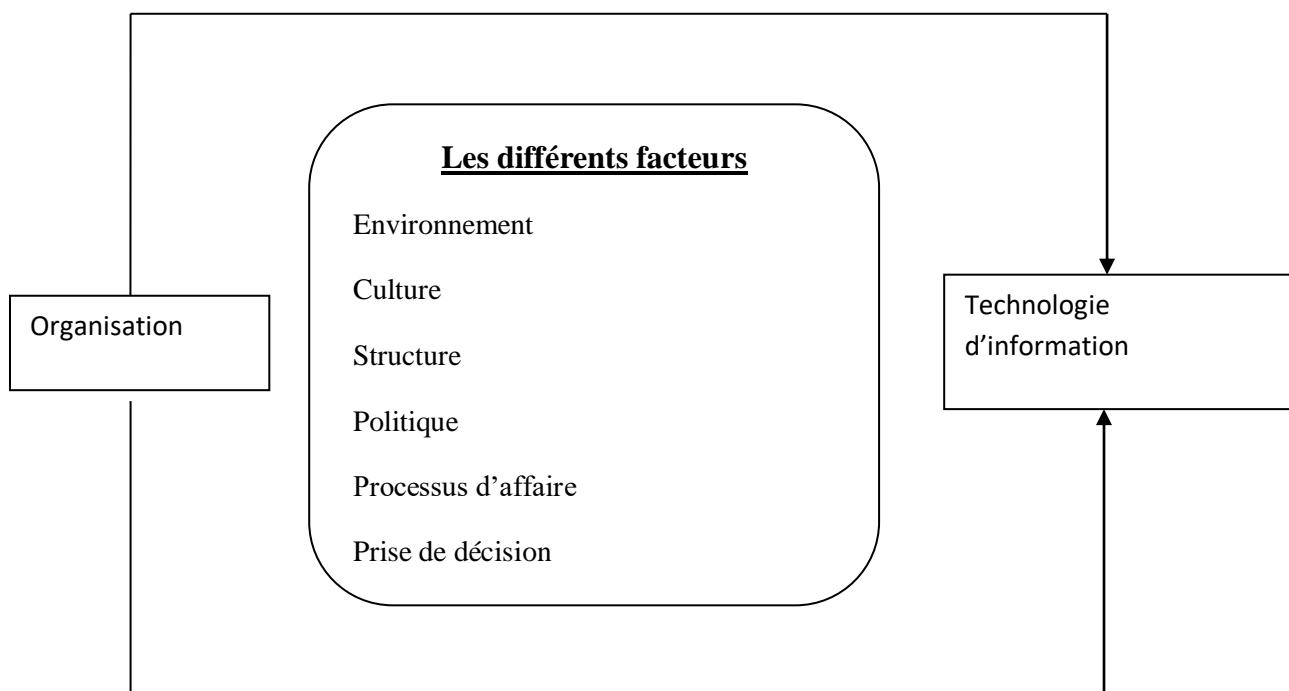 Les différents facteurs
Environnement
Culture
Structure
Politique
Processus d’affaire
Prise de décision
Organisation
Technologie
d’information